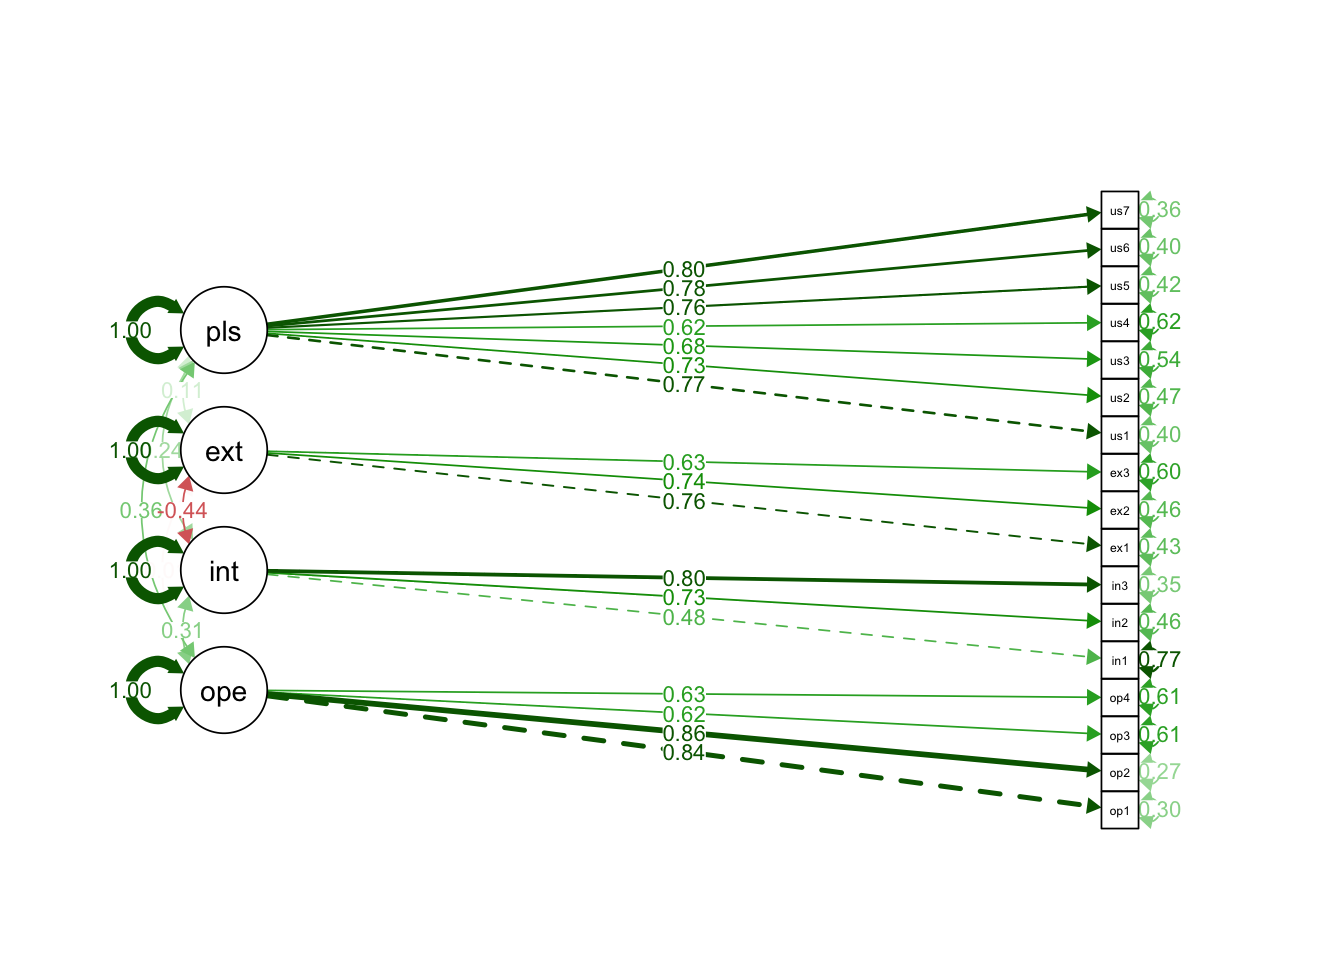 us7 0.36
us6 0.40
0.80
us5 0.42
0.78
0.76
us4 0.62
1.00 pls
0.62
0.68
us3 0.54
0.73
0.77
0.11
us2 0.47
us1 0.40
1.00 .24 ext
0.63
ex3 0.60
0.74
0.76
0.36 -0.44
ex2 0.46
ex1 0.43
1.00 int
0.80
in3 0.35
0.73
0.48
in2 0.46
0.31
in1 0.77
1.00 ope
0.63
op4 0.61
0.62
0.86
op3 0.61
0.84
op2 0.27
op1 0.30